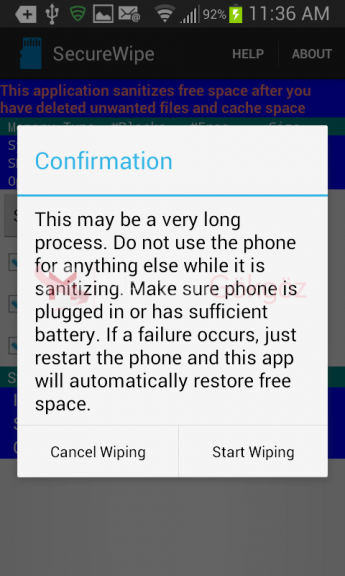 92% 11:36 AM
SecureWipe HELP ABOUT
This application sanitizes free space after you
have deleted unwanted files and cache space
Confirmation
This may be a very long
process. Do not use the phone
for anything else while it is
sanitizing. Make sure phone is
plugged in or has sufficient
battery. If a failure occurs, just
restart the phone and this app
will automatically restore free
space.
Cancel Wiping Start Wiping